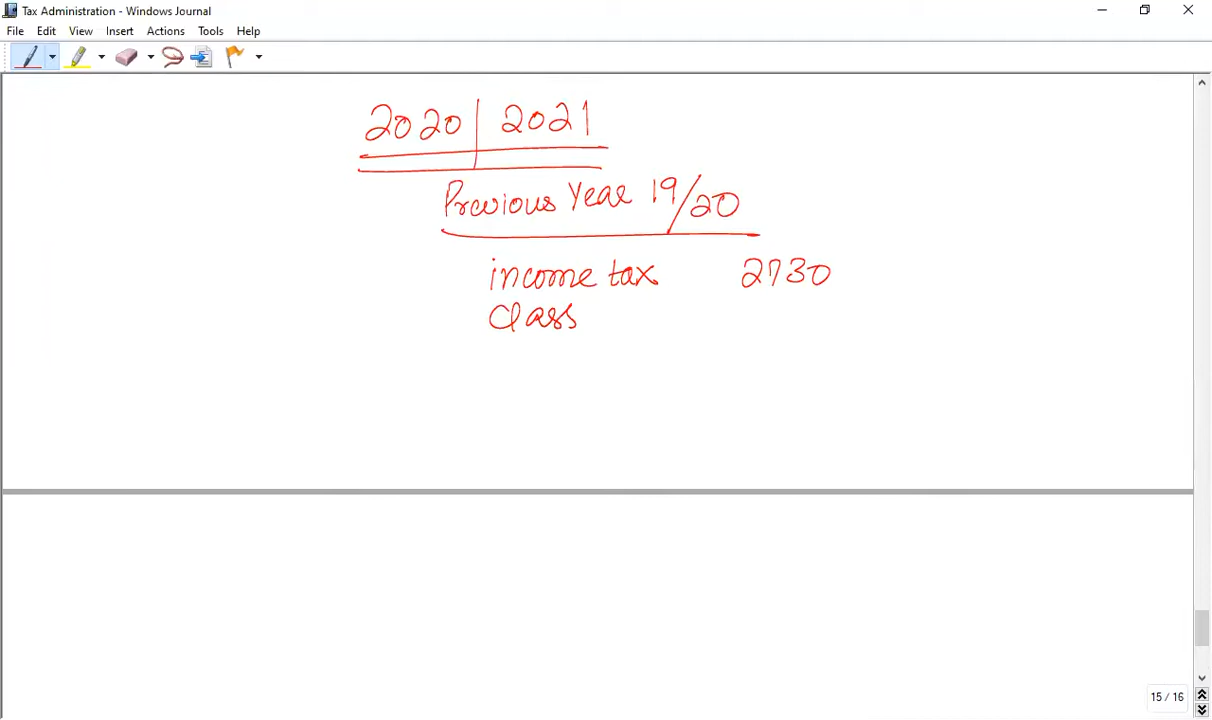 Tax Administration - Windows Journal
File Edit View Insert Actions Tools Help
2020 | 2021
Previous Year 19/20
income tax 2730
Class
15 / 16